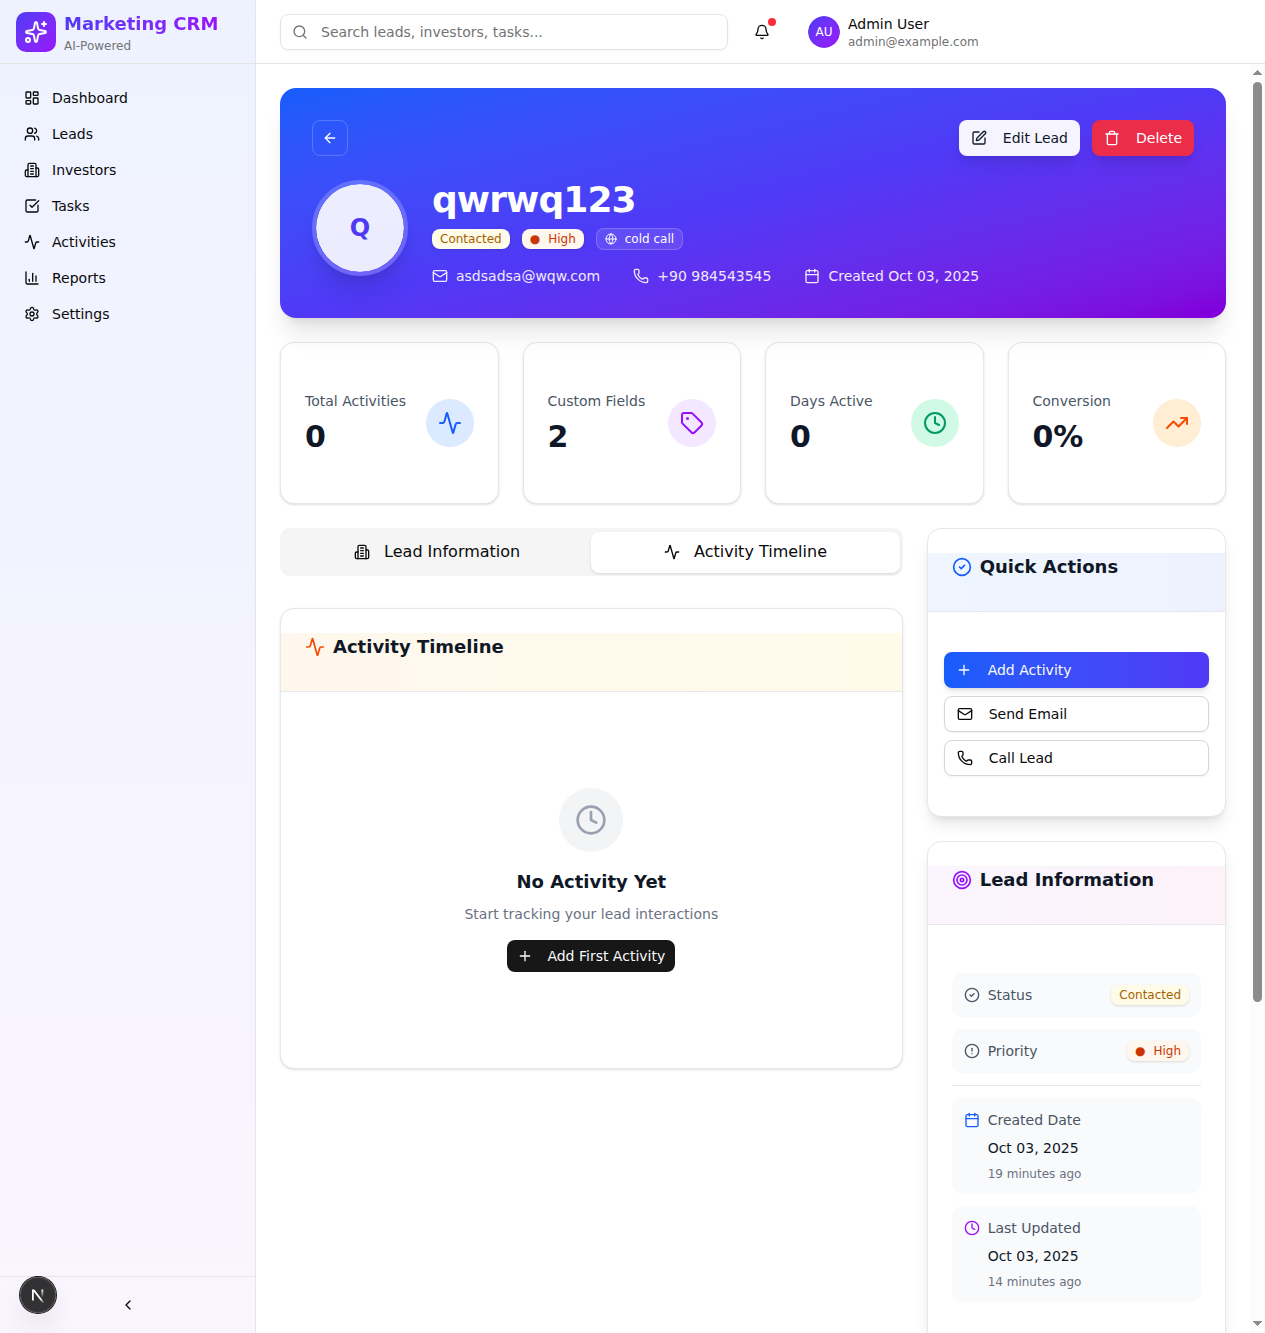 Marketing CRM
AI-Powered
Search leads, investors, tasks...
AU
Admin User
admin@example.com
Dashboard
Leads
Investors
Tasks
Activities
Reports
Settings
N
Edit Lead
Delete
Q
qwrwq123
Contacted
High
cold call
asdsadsa@wqw.com
+90 984543545
Created Oct 03, 2025
Total Activities
0
Custom Fields
2
Days Active
0
Conversion
0%
Lead Information
Activity Timeline
Activity Timeline
No Activity Yet
Start tracking your lead interactions
Add First Activity
Quick Actions
Add Activity
Send Email
Call Lead
Lead Information
Status
Contacted
Priority
High
Created Date
Oct 03, 2025
19 minutes ago
Last Updated
Oct 03, 2025
14 minutes ago